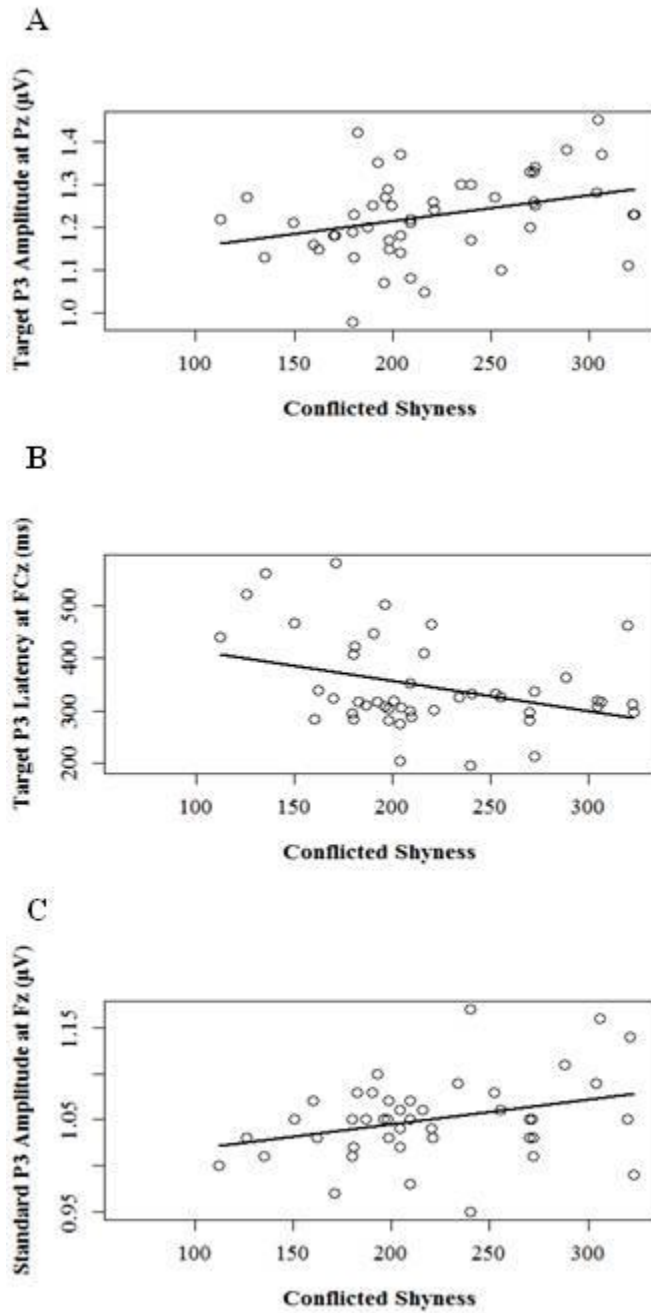 A
Target P3 Amplitude at Pz (µV)
1.0 1.1 1.2 1.3 1.4
100 150 200 250 300
Conflicted Shyness
B
Target P3 Latency at FCz (ms)
200 300 400 500
100 150 200 250 300
Conflicted Shyness
C
Standard P3 Amplitude at Fz (µV)
0.95 1.05 1.15
100 150 200 250 300
Conflicted Shyness